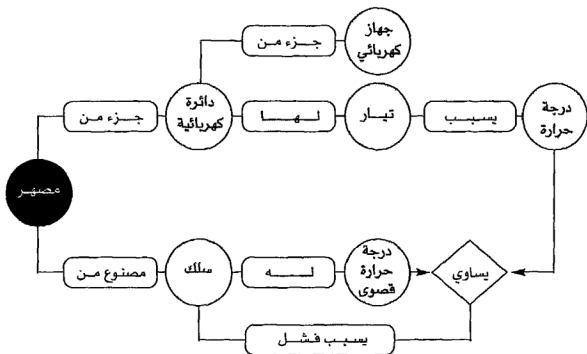 جهاز
كهربائي
جزء من
درجة
حرارة
يسبب
تيار
لها
دائرة
كهربائية
جزء من
مصهر
يساوي
درجة
حرارة
قصوى
له
سلك
مصنوع من
يسبب فشل